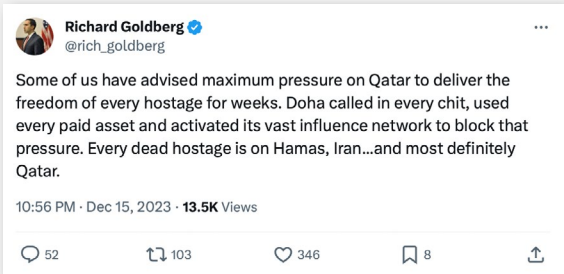 Richard Goldberg
@rich_goldberg
Some of us have advised maximum pressure on Qatar to deliver the
freedom of every hostage for weeks. Doha called in every chit, used
every paid asset and activated its vast influence network to block that
pressure. Every dead hostage is on Hamas, Iran...and most definitely
Qatar.
10:56 PM · Dec 15, 2023 · 13.5K Views
52 103 346 8